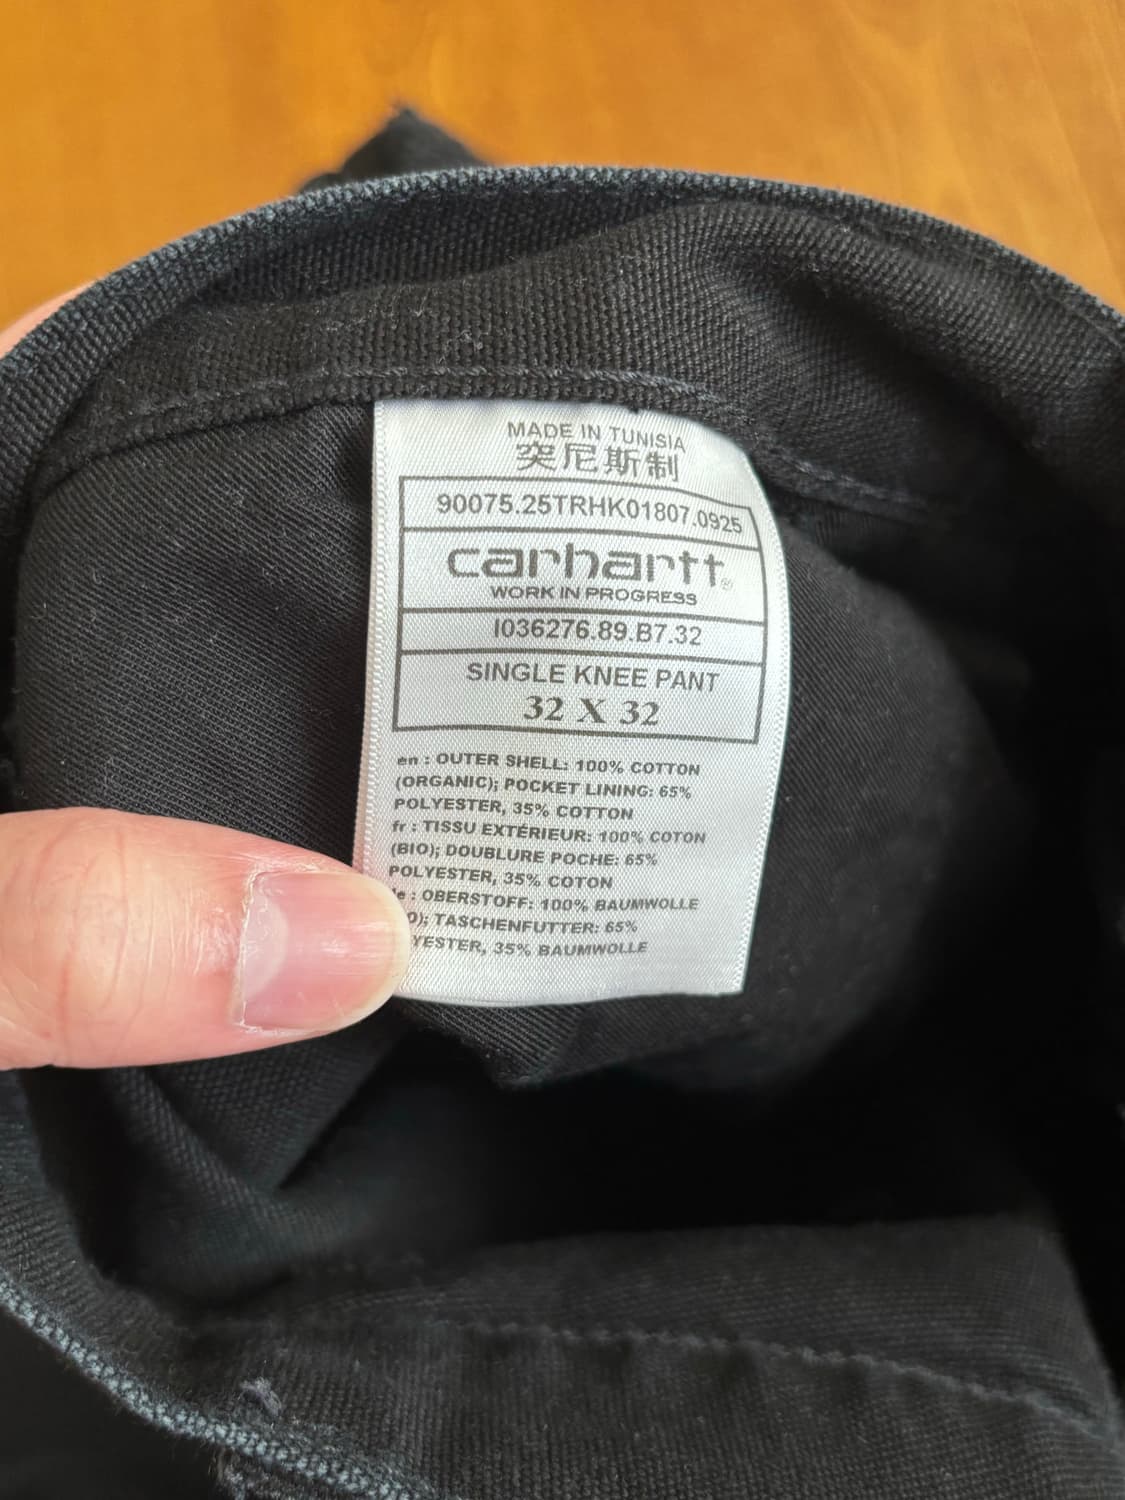 MADE IN TUNISIA
突尼斯制
90075.25TRHK01807.0925
carhartt®
WORK IN PROGRESS
I036276.89.B7.32
SINGLE KNEE PANT
32 X 32
en : OUTER SHELL: 100% COTTON
(ORGANIC); POCKET LINING: 65%
POLYESTER, 35% COTTON
fr : TISSU EXTÉRIEUR: 100% COTON
(BIO); DOUBLURE POCHE: 65%
POLYESTER, 35% COTON
: OBERSTOFF: 100% BAUMWOLLE
TASCHENFUTTER: 65%
35% BAUMWOLLE